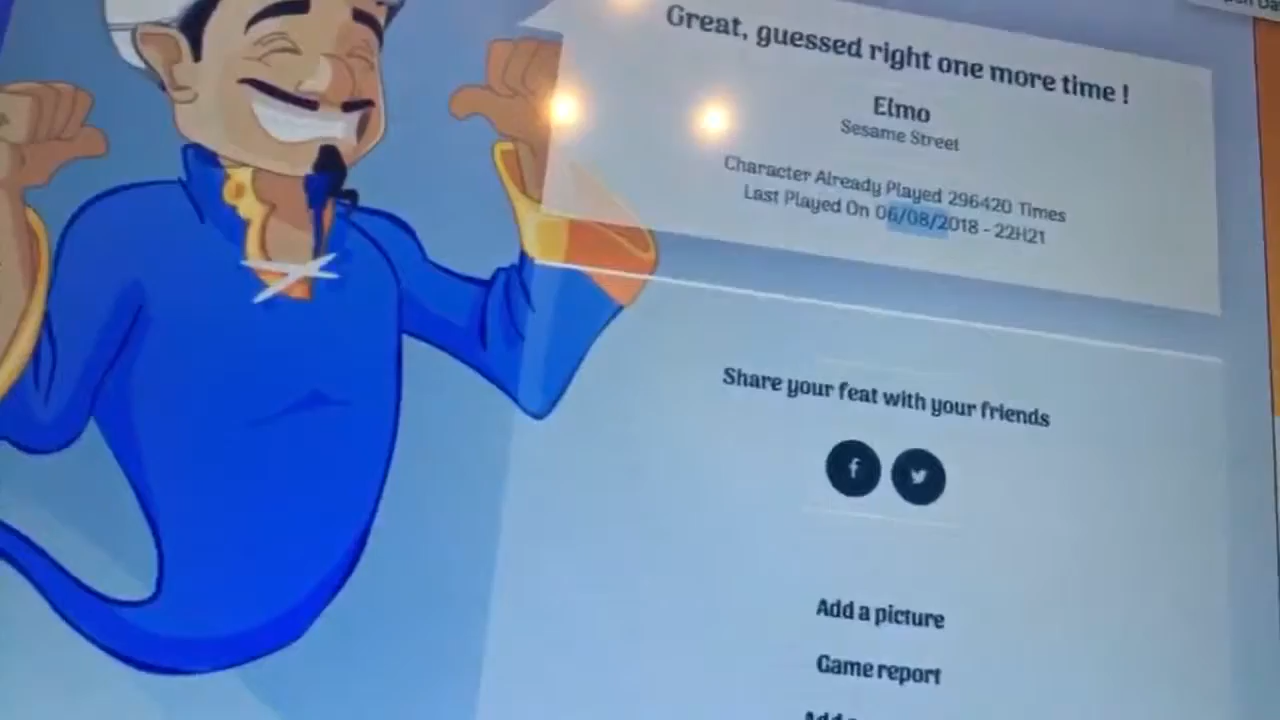 Great, guessed right one more time !
Elmo
Sesame Street
Character Already Played 296420 Times
Last Played On 06/08/2018 - 22H21
Share your feat with your friends
f
Add a picture
Game report